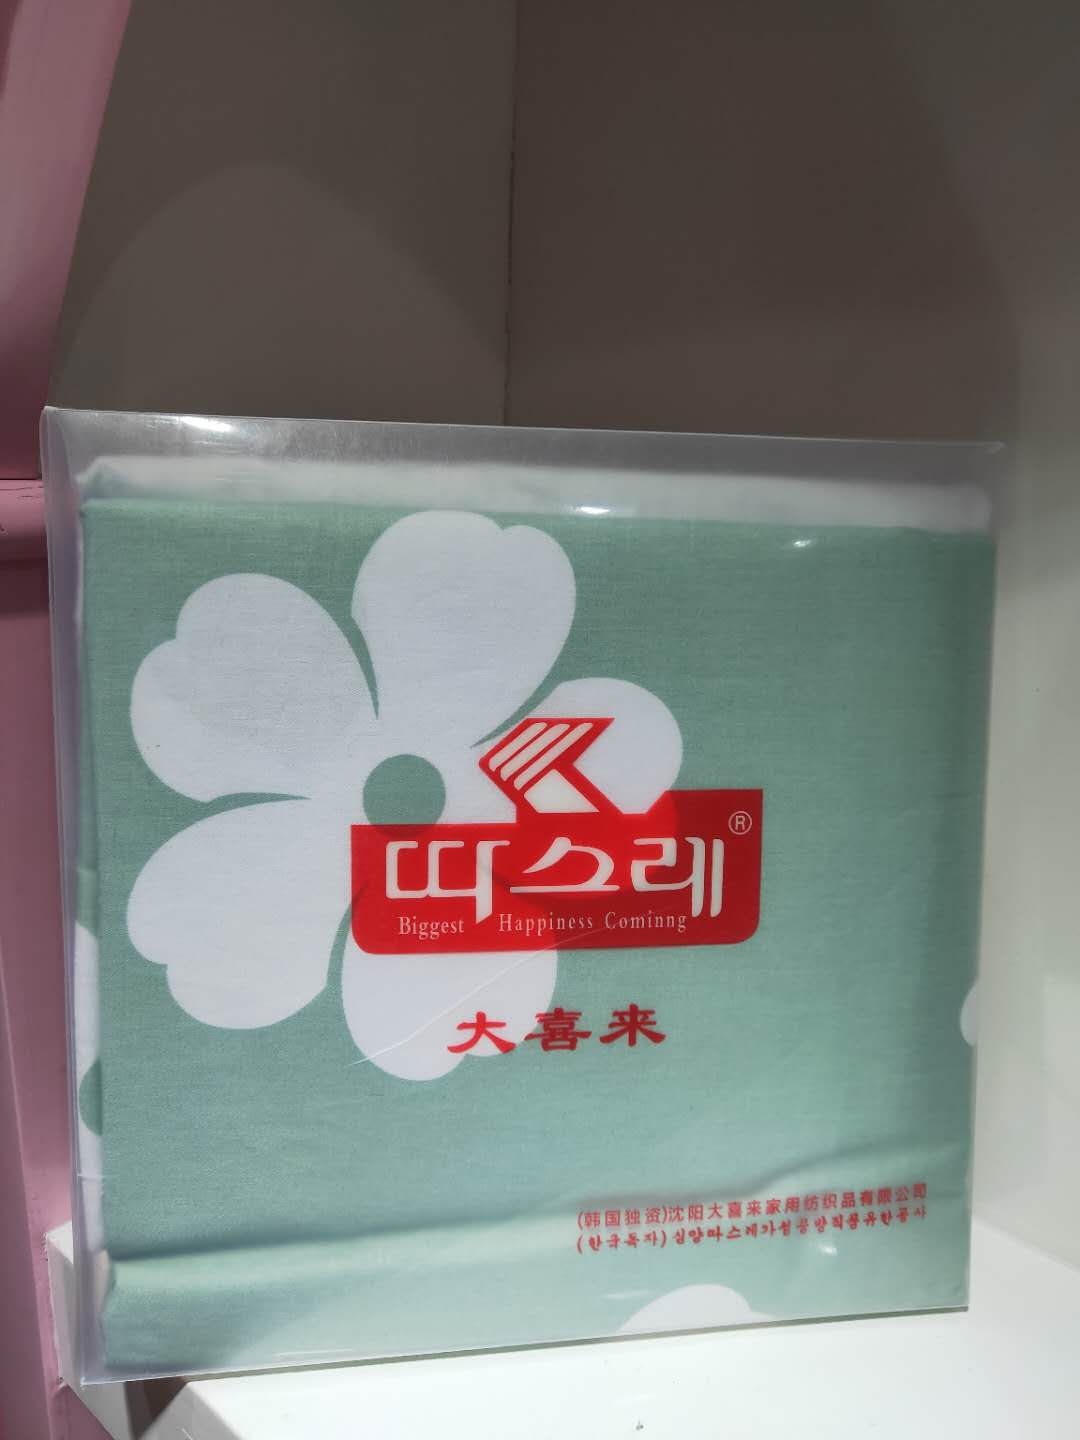 따스레®
Biggest Happiness Cominng
大喜来
(韩国独资)沈阳大喜来家用纺织品有限公司
(한국독자)심양따스레가정용방직품유한공사